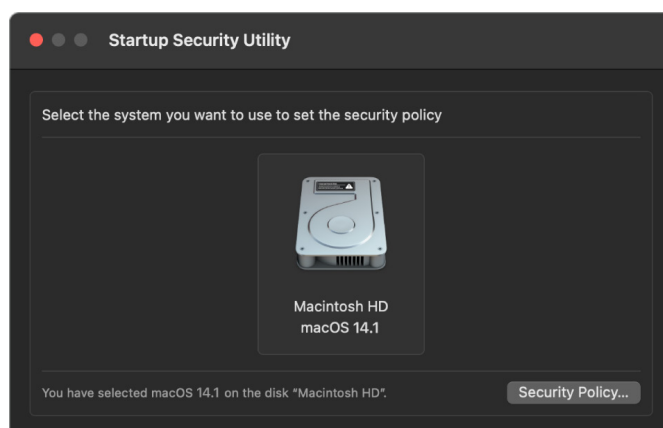 Startup Security Utility
Select the system you want to use to set the security policy
Macintosh HD
macOS 14.1
You have selected macOS 14.1 on the disk “Macintosh HD”.
Security Policy...